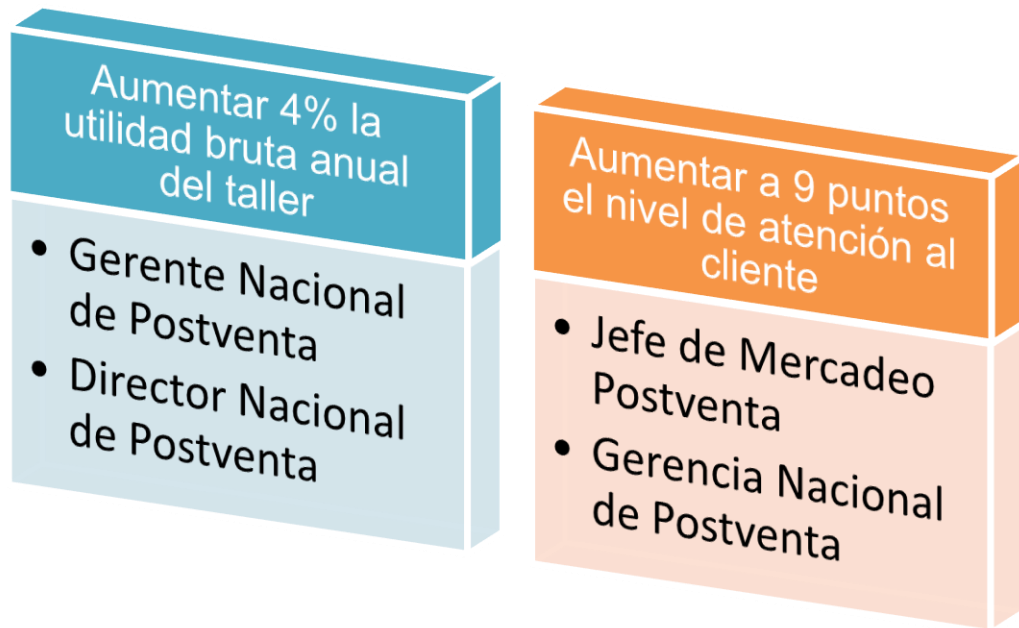 Aumentar 4% la
utilidad bruta anual
del taller
• Gerente Nacional
de Postventa
• Director Nacional
de Postventa
Aumentar a 9 puntos
el nivel de atención al
cliente
• Jefe de Mercadeo
Postventa
• Gerencia Nacional
de Postventa